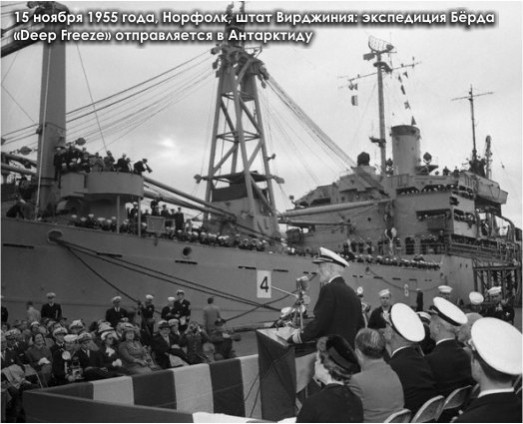 15 ноября 1955 года, Норфолк, штат Вирджиния: экспедиция Бёрда
«Deep Freeze» отправляется в Антарктиду
4